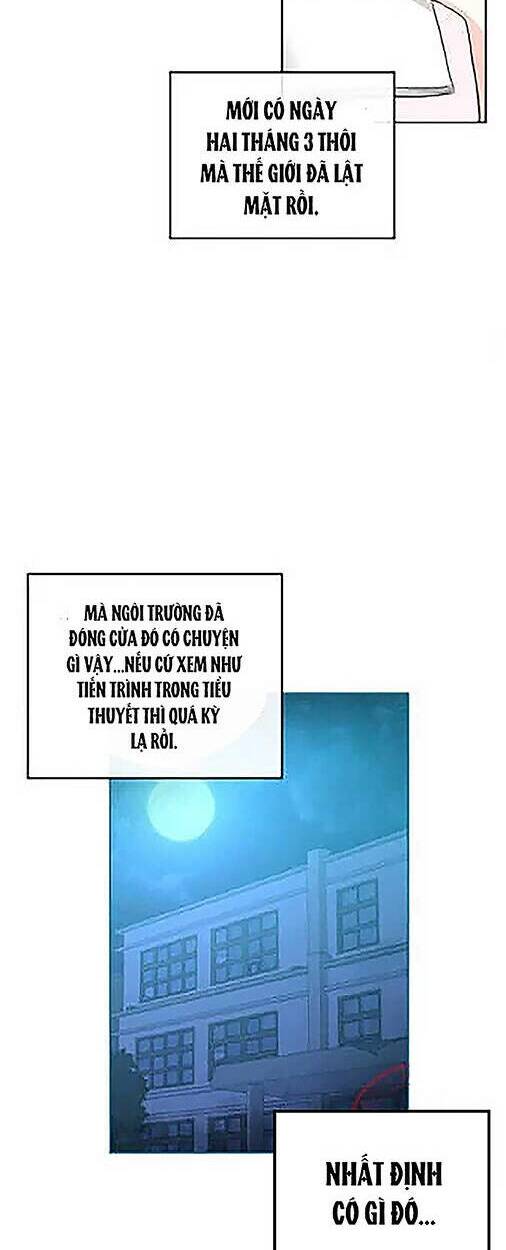 MỚI CÓ NGÀY
HAI THÁNG 3 THÔI
MÀ THẾ GIỚI ĐÃ LẬT
MẶT RỒI.
MÀ NGÔI TRƯỜNG ĐÃ
ĐÓNG CỬA ĐÓ CÓ CHUYỆN
GÌ VẬY...NẾU CỨ XEM NHƯ
TIẾN TRÌNH TRONG TIỂU
THUYẾT THÌ QUÁ KỲ
LẠ RỒI.
NHẤT ĐỊNH
CÓ GÌ ĐÓ...